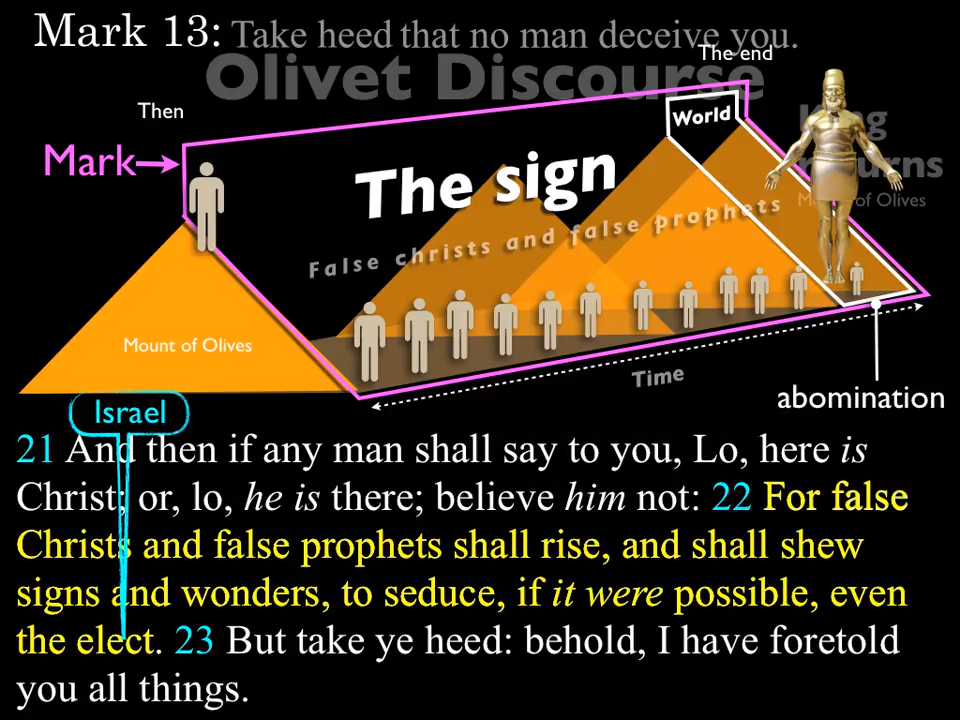 Mark 13: Take heed that no man deceive you.
The end
Olivet Discourse
Then
World
King
Mark
The sign
Returns
Mount of Olives
False christs and false prophets
Mount of Olives
Time
abomination
Israel
21 And then if any man shall say to you, Lo, here is
Christ; or, lo, he is there; believe him not: 22 For false
Christs and false prophets shall rise, and shall shew
signs and wonders, to seduce, if it were possible, even
the elect. 23 But take ye heed: behold, I have foretold
you all things.